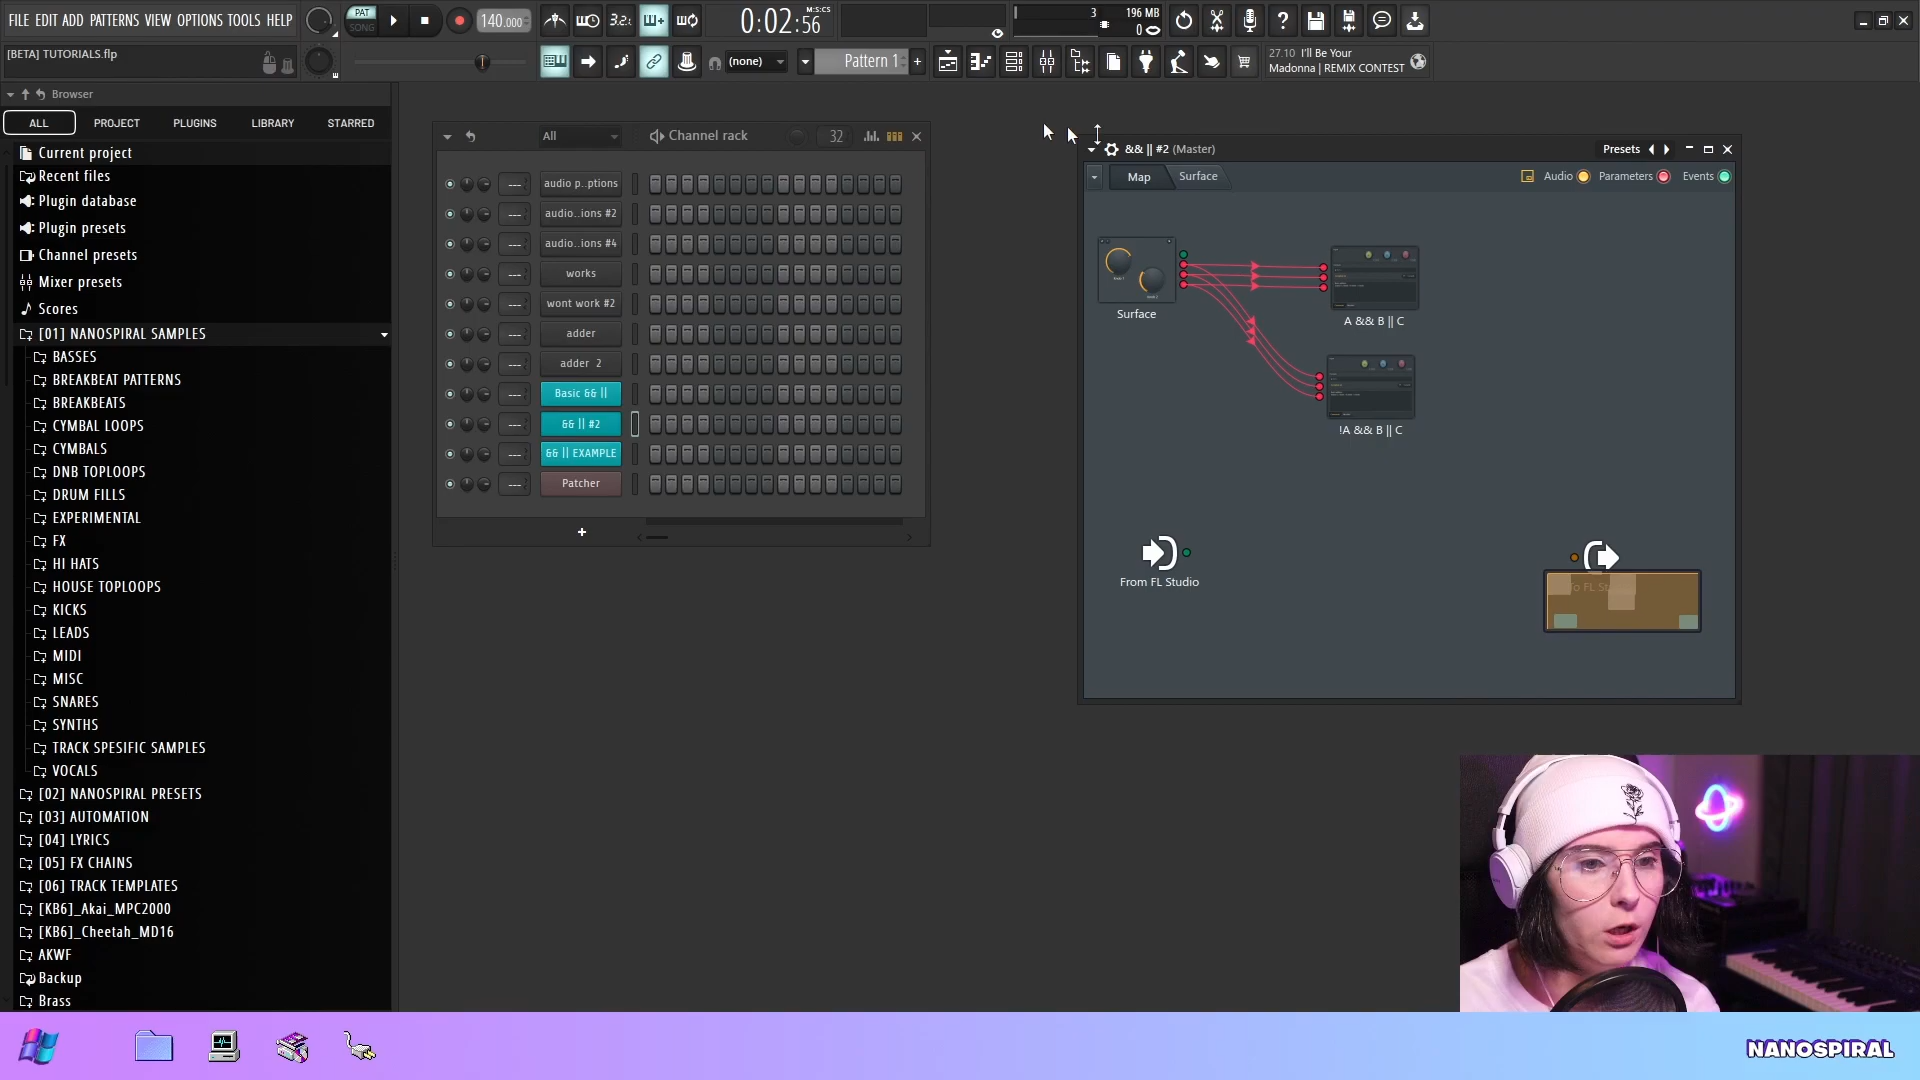 FILE EDIT ADD PATTERNS VIEW OPTIONS TOOLS HELP
PAT
SONG
140.000
3.2.
0:02:56
M:S:CS
3
196 MB
0
[BETA] TUTORIALS.flp
(none)
Pattern 1
+
27.10 I'll Be Your
Madonna | REMIX CONTEST
Browser
ALL
PROJECT
PLUGINS
LIBRARY
STARRED
Current project
Recent files
Plugin database
Plugin presets
Channel presets
Mixer presets
Scores
[01] NANOSPIRAL SAMPLES
BASSES
BREAKBEAT PATTERNS
BREAKBEATS
CYMBAL LOOPS
CYMBALS
DNB TOPLOOPS
DRUM FILLS
EXPERIMENTAL
FX
HI HATS
HOUSE TOPLOOPS
KICKS
LEADS
MIDI
MISC
SNARES
SYNTHS
TRACK SPESIFIC SAMPLES
VOCALS
[02] NANOSPIRAL PRESETS
[03] AUTOMATION
[04] LYRICS
[05] FX CHAINS
[06] TRACK TEMPLATES
[KB6]_Akai_MPC2000
[KB6]_Cheetah_MD16
AKWF
Backup
Brass
All
Channel rack
32
--- audio p..ptions
--- audio..ions #2
--- audio..ions #4
--- works
--- wont work #2
--- adder
--- adder 2
--- Basic && ||
--- && || #2
--- && || EXAMPLE
--- Patcher
+
&& || #2 (Master)
Presets
Map
Surface
Audio
Parameters
Events
Surface
A && B || C
!A && B || C
From FL Studio
NANOSPIRAL